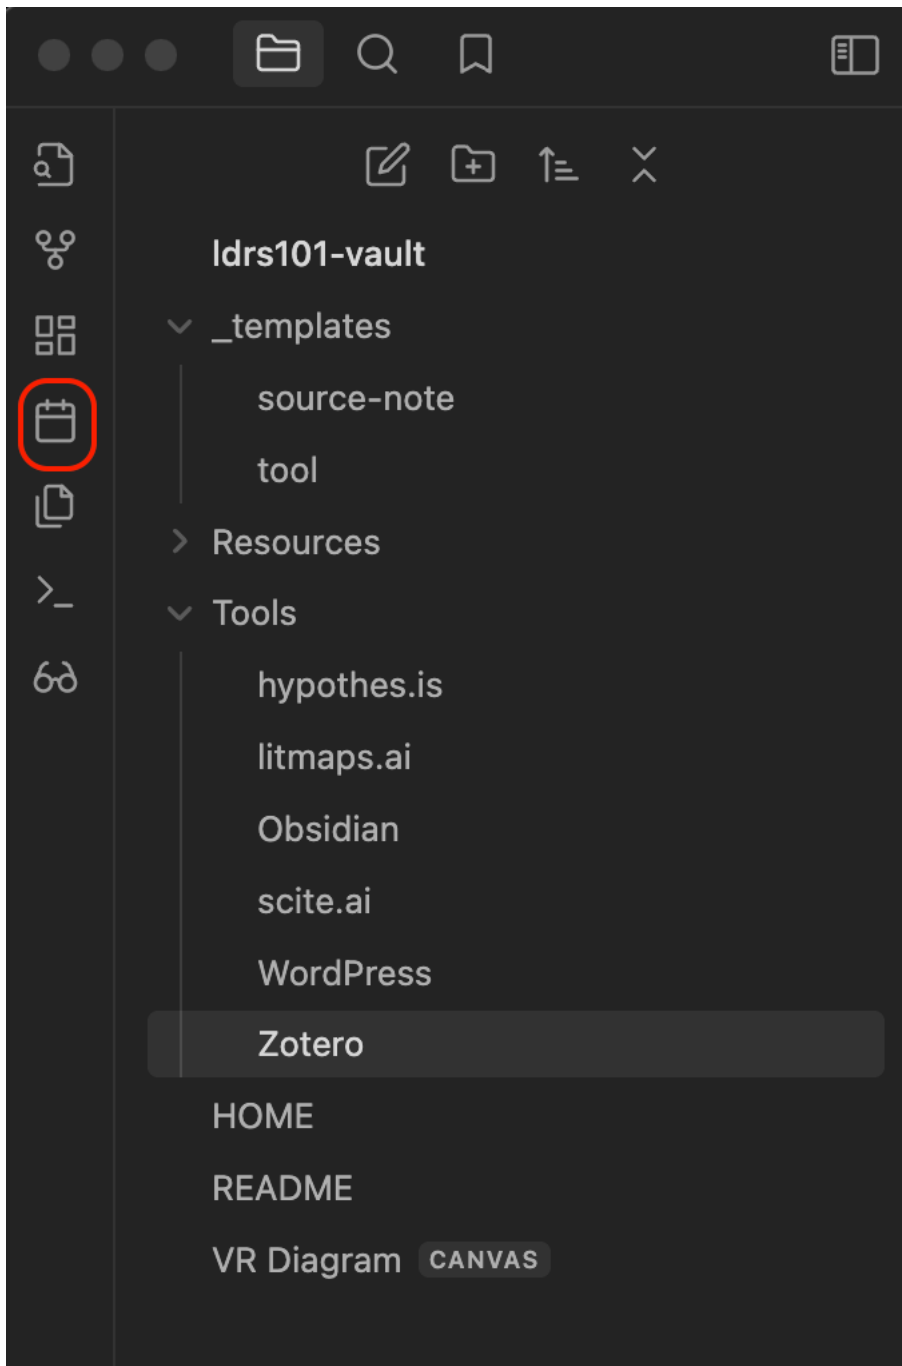 ldrs101-vault
_templates
source-note
tool
Resources
Tools
hypothes.is
litmaps.ai
Obsidian
scite.ai
WordPress
Zotero
HOME
README
VR Diagram CANVAS